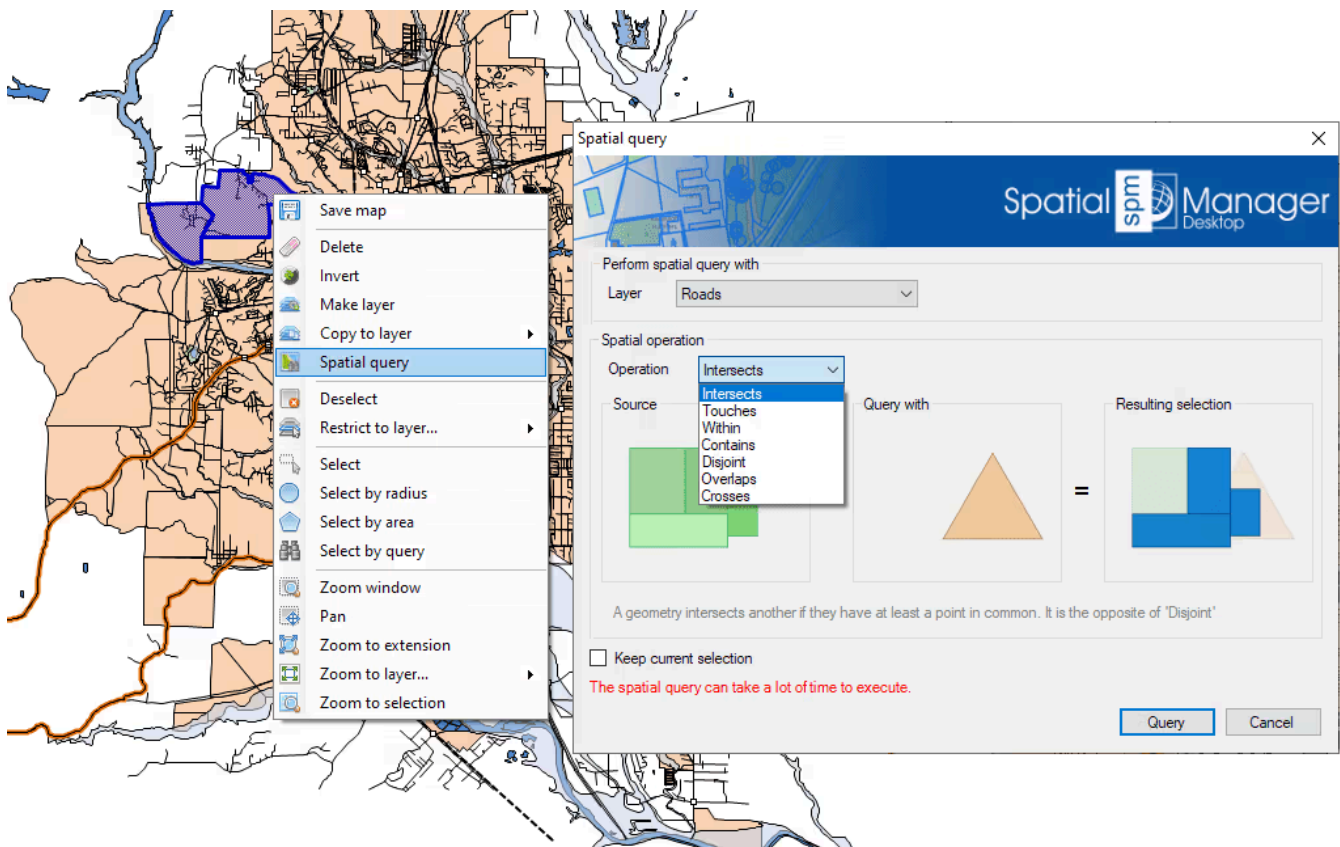 Save map
Delete
Invert
Make layer
Copy to layer
Spatial query
Deselect
Restrict to layer...
Select
Select by radius
Select by area
Select by query
Zoom window
Pan
Zoom to extension
Zoom to layer...
Zoom to selection
Spatial query
Spatial spm Manager
Desktop
Perform spatial query with
Layer Roads
Spatial operation
Operation Intersects
Intersects
Touches
Within
Contains
Disjoint
Overlaps
Crosses
Source Query with Resulting selection
=
A geometry intersects another if they have at least a point in common. It is the opposite of 'Disjoint'
Keep current selection
The spatial query can take a lot of time to execute.
Query Cancel